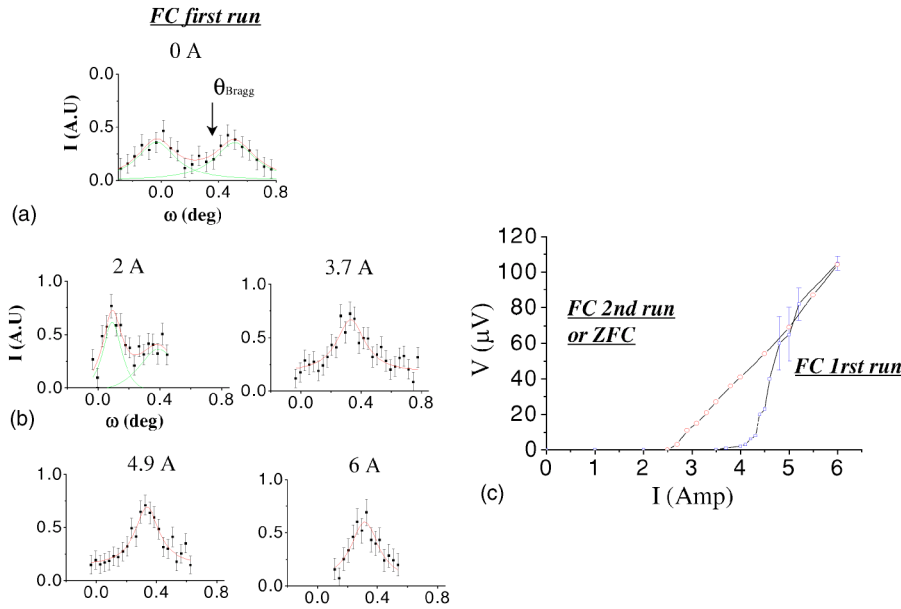 FC first run
0 A
θBragg
I (A.U)
1.0
0.5
0.0
0.0 0.4 0.8
ω (deg)
(a)
2 A
I (A.U)
1.0
0.5
0.0
0.0 0.4
ω (deg)
3.7 A
1.0
0.5
0.0
0.0 0.4 0.8
(b)
4.9 A
1.0
0.5
0.0
0.0 0.4 0.8
6 A
1.0
0.5
0.0
0.0 0.4 0.8
120
100
80
60
40
20
0
V (μV)
FC 2nd run
or ZFC
FC 1rst run
0 1 2 3 4 5 6
I (Amp)
(c)